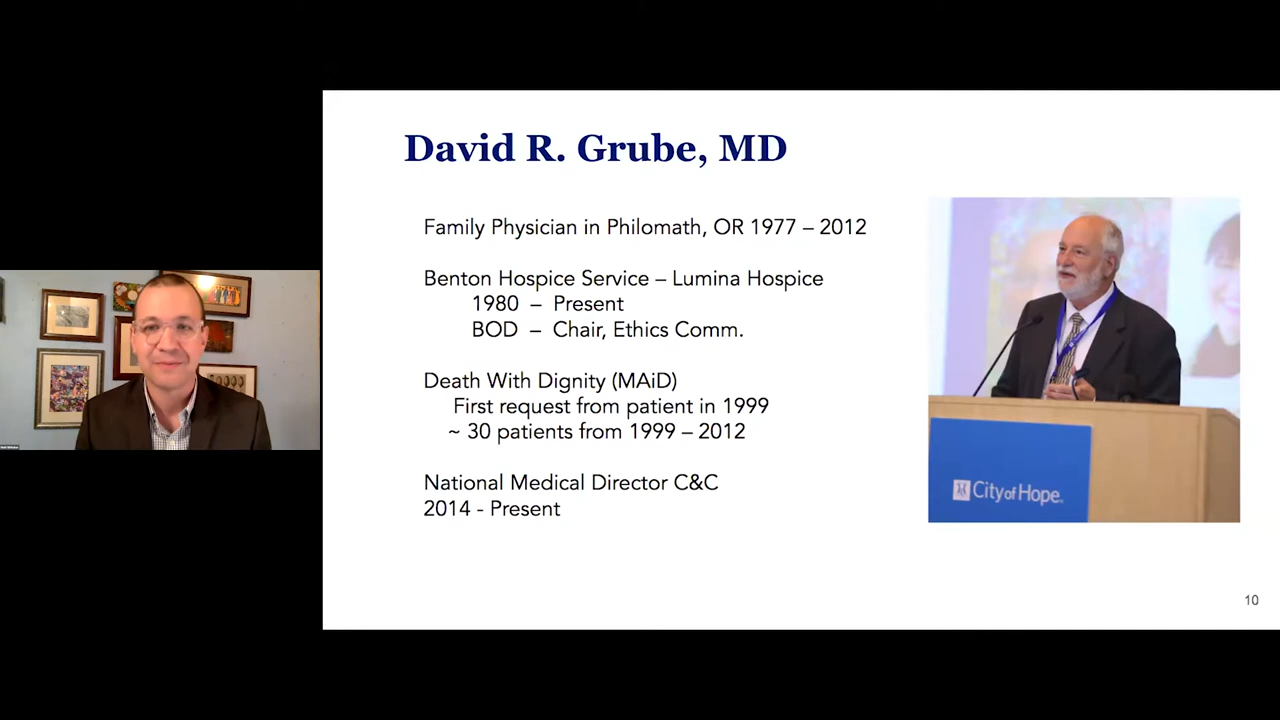 David R. Grube, MD
Family Physician in Philomath, OR 1977 – 2012
Benton Hospice Service – Lumina Hospice
1980 – Present
BOD – Chair, Ethics Comm.
Death With Dignity (MAiD)
First request from patient in 1999
~ 30 patients from 1999 – 2012
National Medical Director C&C
2014 - Present
City of Hope
10